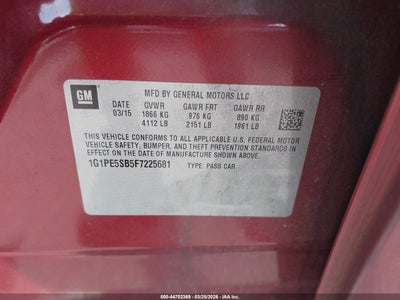 GM
MFD BY GENERAL MOTORS LLC
DATE GVWR GAWR FRT GAWR RR
03/15 1866 KG 976 KG 890 KG
4112 LB 2151 LB 1961 LB
THIS VEHICLE CONFORMS TO ALL APPLICABLE U.S. FEDERAL MOTOR
VEHICLE SAFETY, BUMPER, AND THEFT PREVENTION STANDARDS
IN EFFECT ON THE DATE OF MANUFACTURE SHOWN ABOVE.
1G1PE5SB5F7225681 TYPE: PASS CAR
000-44702369 - 03/29/2026 - IAAI.COM